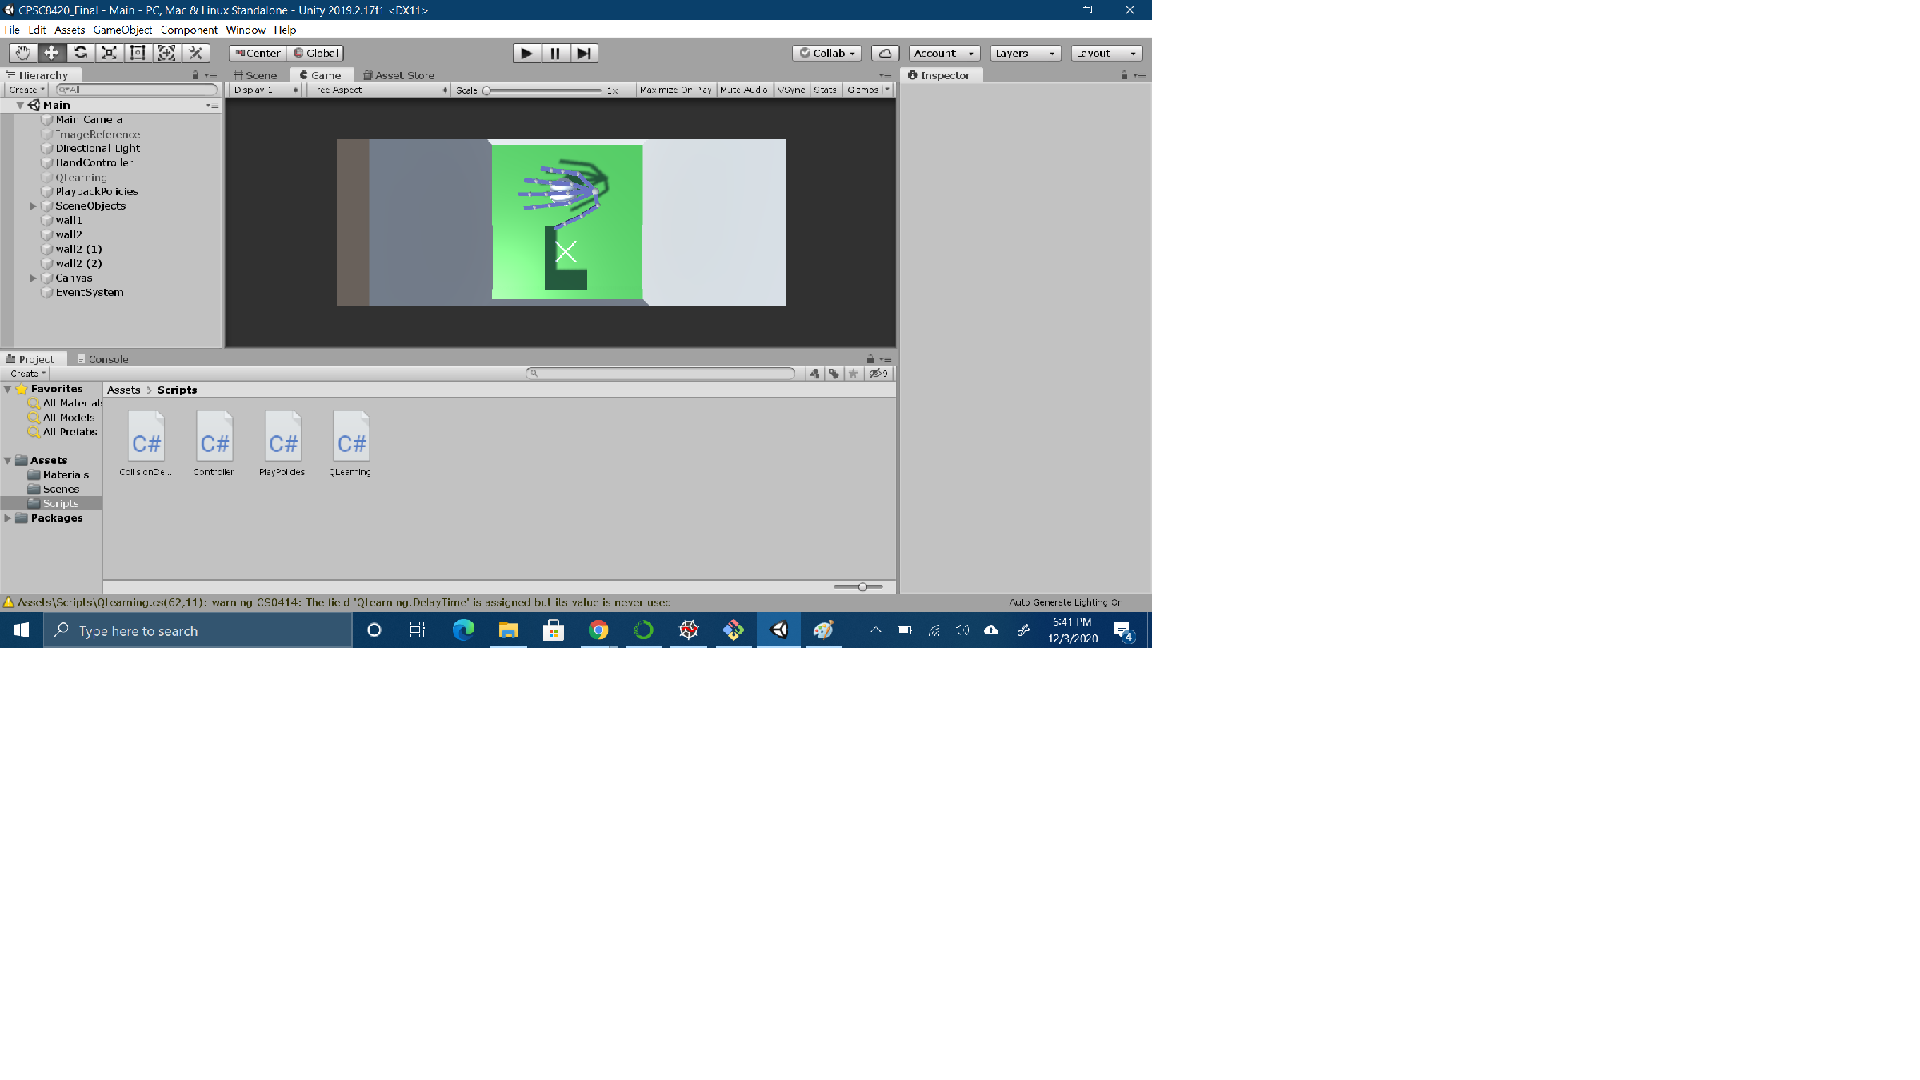 CPSC8420_Final - Main - PC, Mac & Linux Standalone - Unity 2019.2.17f1 <DX11>
File Edit Assets GameObject Component Window Help
Center Global Collab Account Layers Layout
Hierarchy Scene Game Asset Store Inspector
Create All Display 1 Free Aspect Scale 1x Maximize On Play Mute Audio VSync Stats Gizmos
Main
Main Camera
ImageReference
Directional Light
HandController
QLearning
PlaybackPolicies
SceneObjects
wall1
wall2
wall2 (1)
wall2 (2)
Canvas
EventSystem
Project Console
Create 9
Favorites
All Materials
All Models
All Prefabs
Assets
Materials
Scenes
Scripts
Packages
Assets > Scripts
C# C# C# C#
CollisionDe... Controller PlayPolicies QLearning
Assets\Scripts\QLearning.cs(62,11): warning CS0414: The field 'QLearning.DelayTime' is assigned but its value is never used
Auto Generate Lighting On
Type here to search
6:41 PM
12/3/2020
4